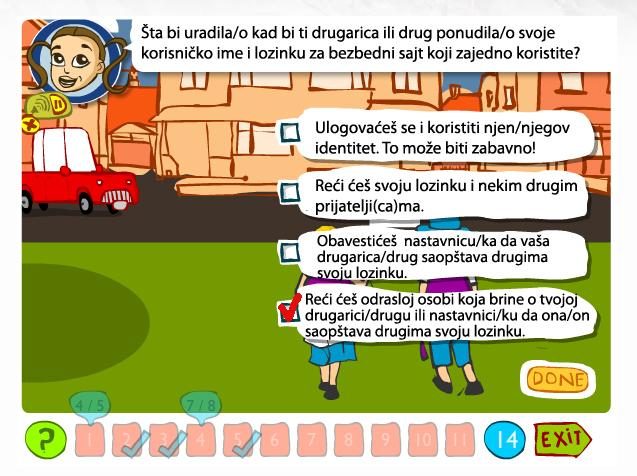 Šta bi uradila/o kad bi ti drugarica ili drug ponudila/o svoje
korisničko ime i lozinku za bezbedni sajt koji zajedno koristite?
Ulogovaćeš se i koristiti njen/njegov
identitet. To može biti zabavno!
Reći ćeš svoju lozinku i nekim drugim
prijatelji(ca)ma.
Obavestićeš nastavnicu/ka da vaša
drugarica/drug saopštava drugima
svoju lozinku.
Reći ćeš odrasloj osobi koja brine o tvojoj
drugarici/drugu ili nastavnici/ku da ona/on
saopštava drugima svoju lozinku.
DONE
4/5 7/8
? 1 2 3 4 5 6 7 8 9 10 11 14 EXiT